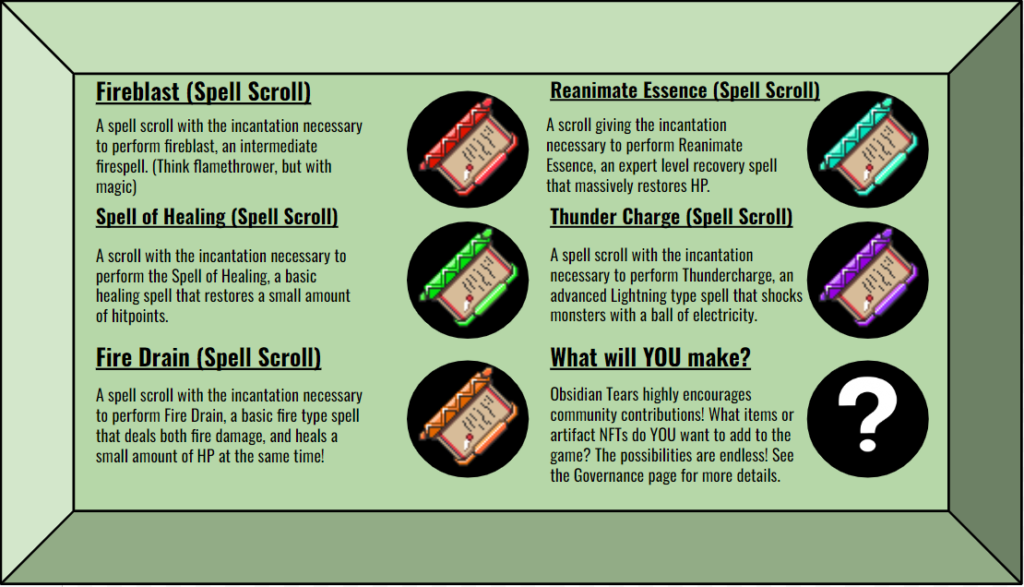 Fireblast (Spell Scroll)
A spell scroll with the incantation necessary
to perform fireblast, an intermediate
firespell. (Think flamethrower, but with
magic)
Spell of Healing (Spell Scroll)
A scroll with the incantation necessary to
perform the Spell of Healing, a basic
healing spell that restores a small amount
of hitpoints.
Fire Drain (Spell Scroll)
A spell scroll with the incantation necessary
to perform Fire Drain, a basic fire type spell
that deals both fire damage, and heals a
small amount of HP at the same time!
Reanimate Essence (Spell Scroll)
A scroll giving the incantation
necessary to perform Reanimate
Essence, an expert level recovery spell
that massively restores HP.
Thunder Charge (Spell Scroll)
A spell scroll with the incantation
necessary to perform Thundercharge, an
advanced Lightning type spell that shocks
monsters with a ball of electricity.
What will YOU make?
Obsidian Tears highly encourages
community contributions! What items or
artifact NFTs do YOU want to add to the
game? The possibilities are endless! See
the Governance page for more details.
?